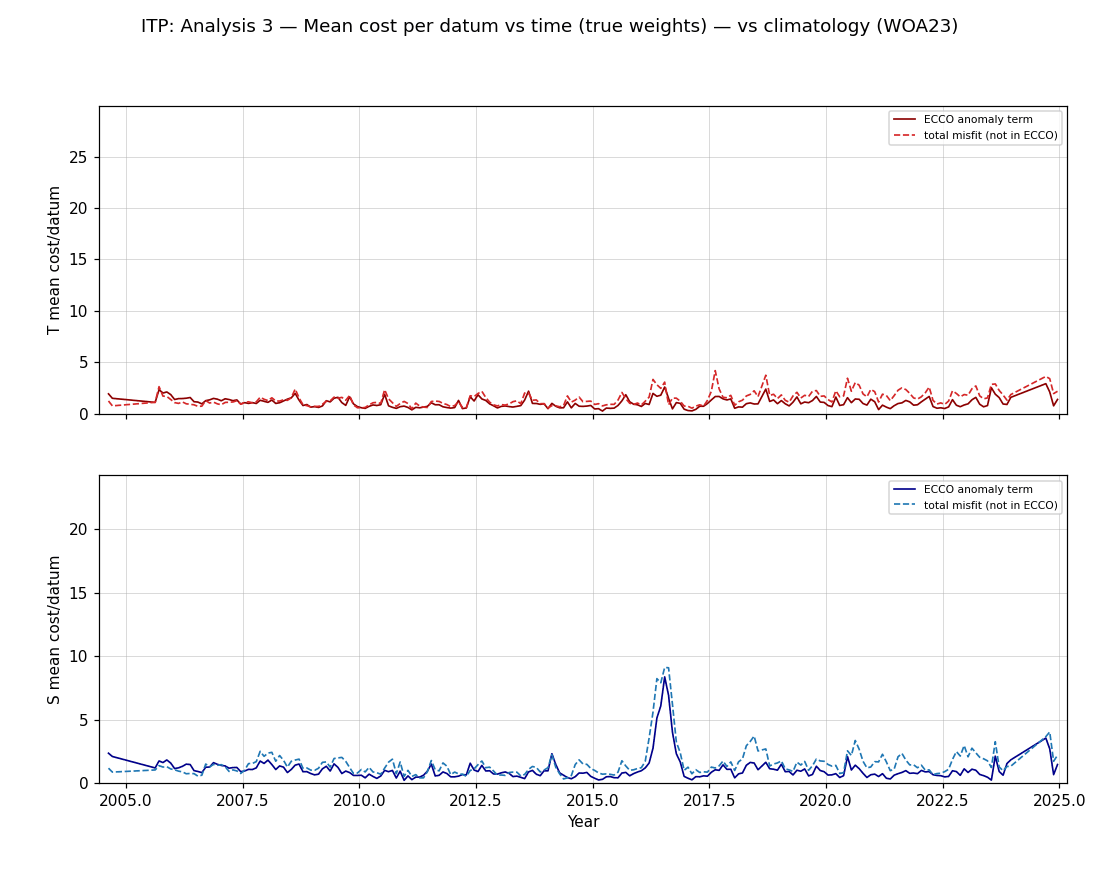 ITP: Analysis 3 — Mean cost per datum vs time (true weights) — vs climatology (WOA23)
T mean cost/datum
25
20
15
10
5
0
ECCO anomaly term
total misfit (not in ECCO)
S mean cost/datum
20
15
10
5
0
ECCO anomaly term
total misfit (not in ECCO)
2005.0 2007.5 2010.0 2012.5 2015.0 2017.5 2020.0 2022.5 2025.0
Year